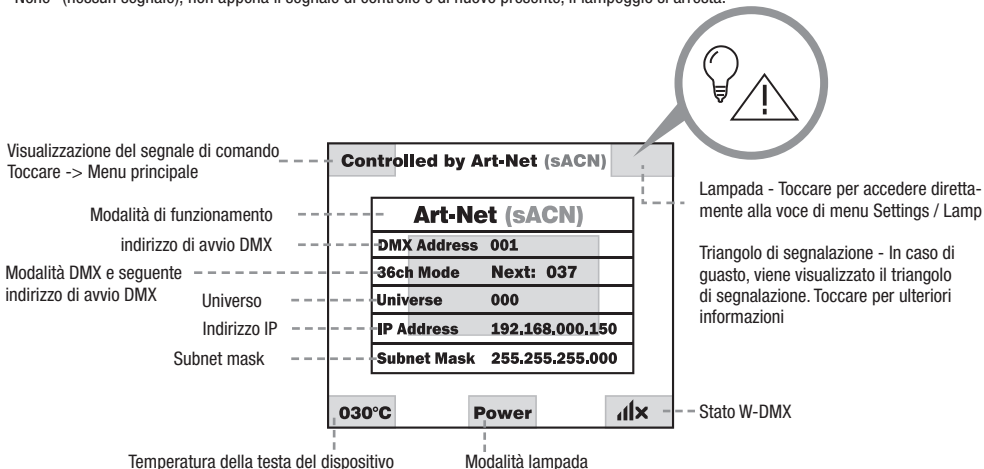 "None" (nessun segnale), non appena il segnale di controllo è di nuovo presente, il lampeggio si arresta.
Visualizzazione del segnale di comando
Toccare -> Menu principale
Controlled by Art-Net (sACN)
Lampada - Toccare per accedere diretta-
mente alla voce di menu Settings / Lamp
Triangolo di segnalazione - In caso di
guasto, viene visualizzato il triangolo
di segnalazione. Toccare per ulteriori
informazioni
Modalità di funzionamento
Art-Net (sACN)
indirizzo di avvio DMX
DMX Address 001
Modalità DMX e seguente
indirizzo di avvio DMX
36ch Mode Next: 037
Universo
Universe 000
Indirizzo IP
IP Address 192.168.000.150
Subnet mask
Subnet Mask 255.255.255.000
030°C Power
Stato W-DMX
Temperatura della testa del dispositivo
Modalità lampada